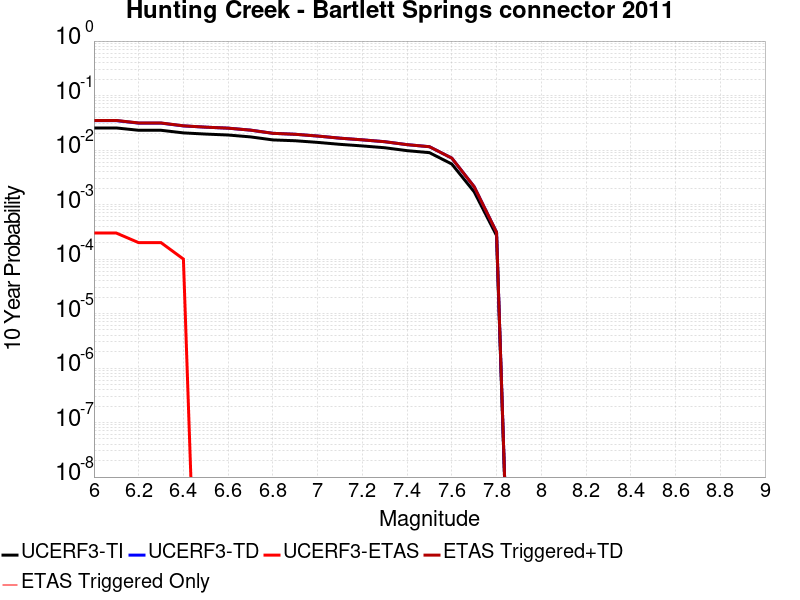 Hunting Creek - Bartlett Springs connector 2011
10^0
10^-1
10^-2
10^-3
10^-4
10^-5
10^-6
10^-7
10^-8
10 Year Probability
6 6.2 6.4 6.6 6.8 7 7.2 7.4 7.6 7.8 8 8.2 8.4 8.6 8.8 9
Magnitude
UCERF3-TI UCERF3-TD UCERF3-ETAS ETAS Triggered+TD
ETAS Triggered Only